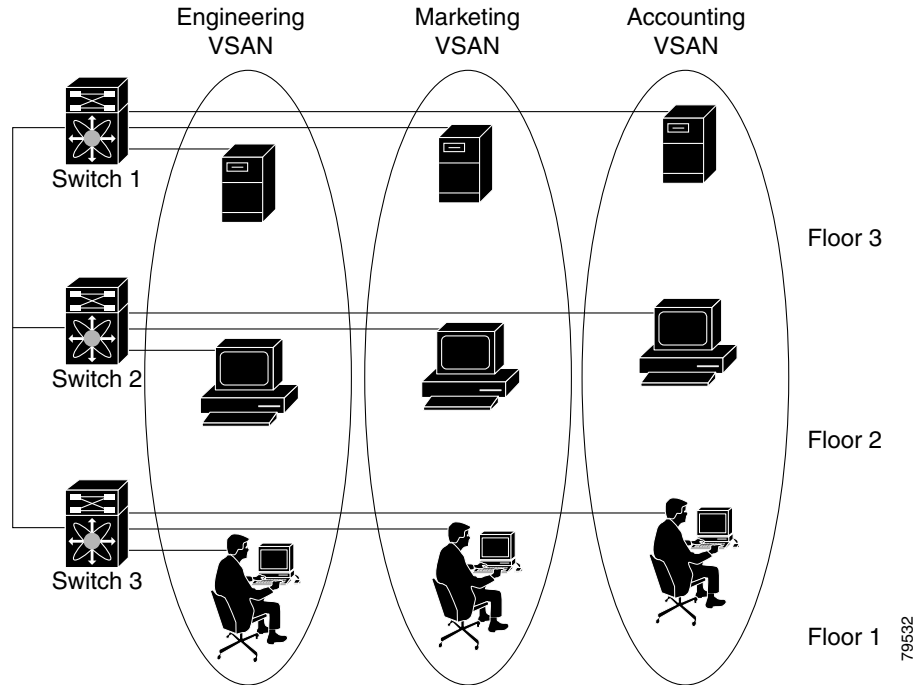 Engineering
VSAN
Marketing
VSAN
Accounting
VSAN
Switch 1
Floor 3
Switch 2
Floor 2
Switch 3
Floor 1
79532